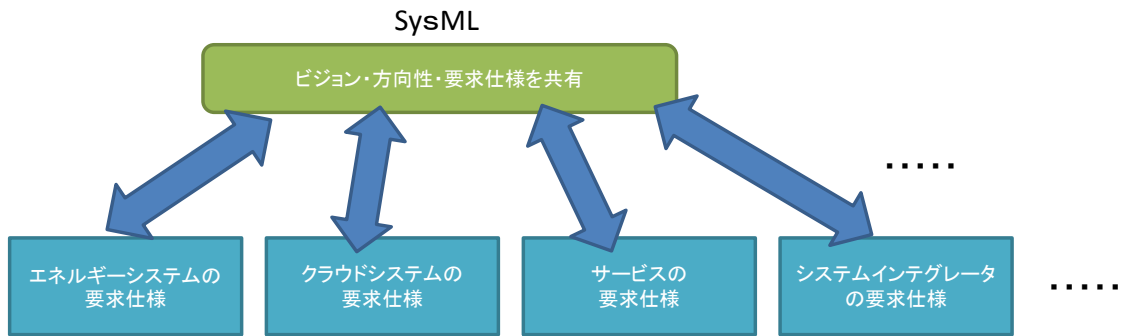 SysML
ビジョン・方向性・要求仕様を共有
・・・・・
エネルギーシステムの
要求仕様
クラウドシステムの
要求仕様
サービスの
要求仕様
システムインテグレータ
の要求仕様
・・・・・